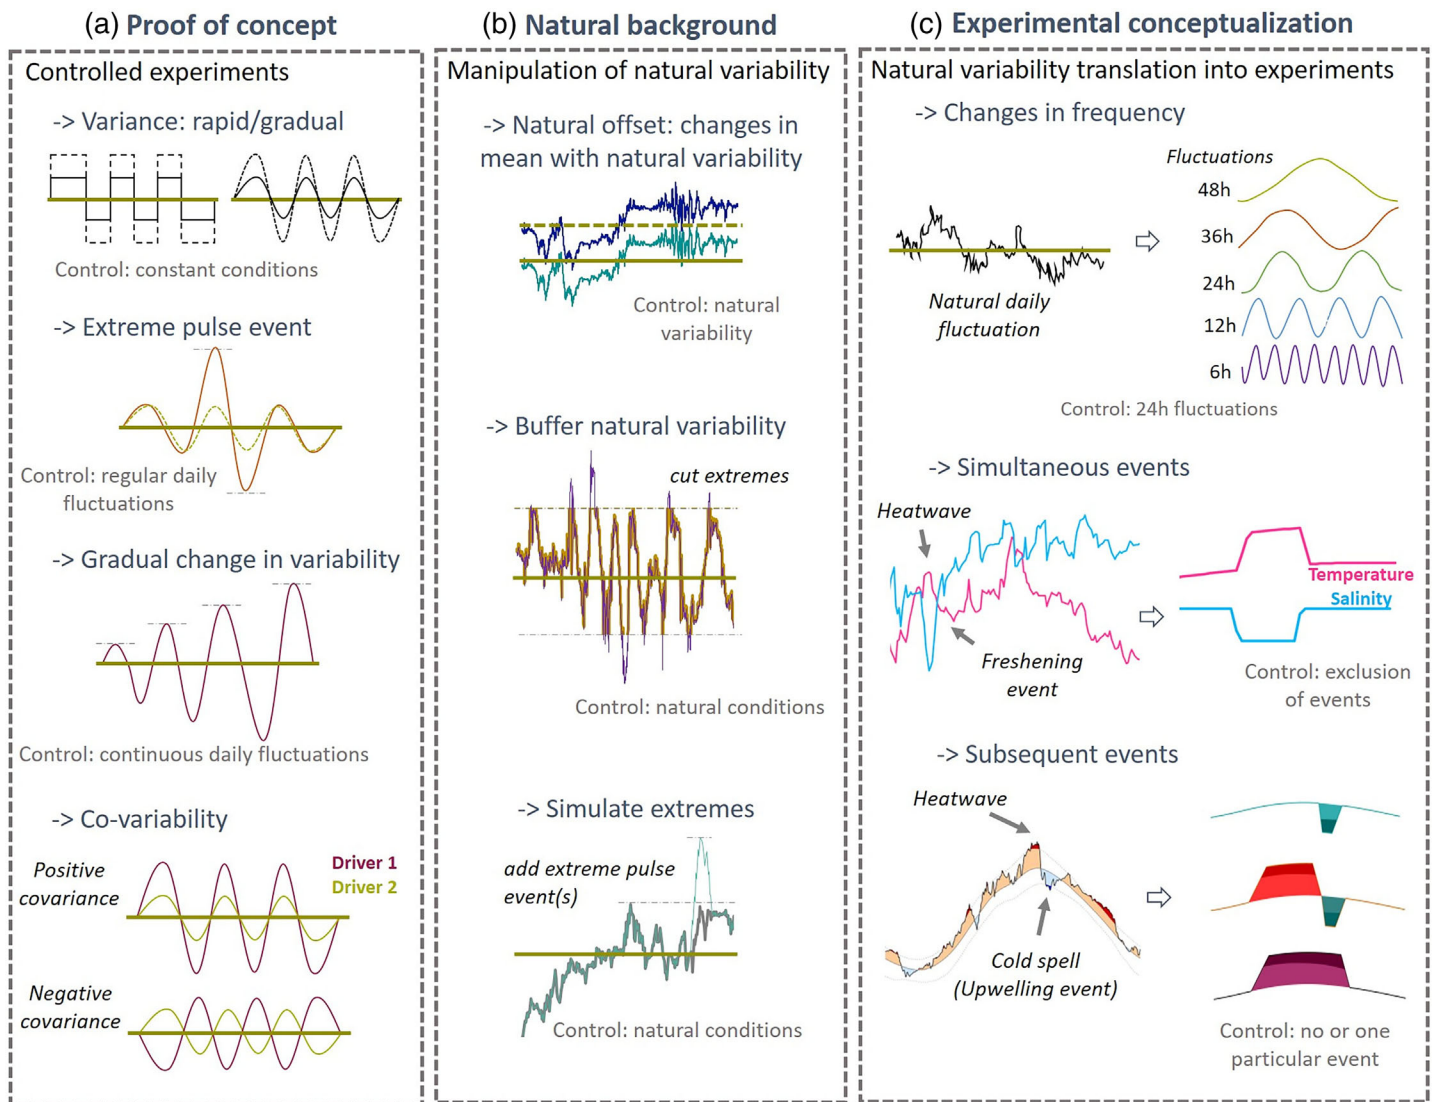 (a) Proof of concept
Controlled experiments
-> Variance: rapid/gradual
Control: constant conditions
-> Extreme pulse event
Control: regular daily
fluctuations
-> Gradual change in variability
Control: continuous daily fluctuations
-> Co-variability
Positive
covariance
Driver 1
Driver 2
Negative
covariance
(b) Natural background
Manipulation of natural variability
-> Natural offset: changes in
mean with natural variability
Control: natural
variability
-> Buffer natural variability
cut extremes
Control: natural conditions
-> Simulate extremes
add extreme pulse
event(s)
Control: natural conditions
(c) Experimental conceptualization
Natural variability translation into experiments
-> Changes in frequency
Fluctuations
48h
36h
24h
12h
6h
Natural daily
fluctuation
Control: 24h fluctuations
-> Simultaneous events
Heatwave
Freshening
event
Temperature
Salinity
Control: exclusion
of events
-> Subsequent events
Heatwave
Cold spell
(Upwelling event)
Control: no or one
particular event